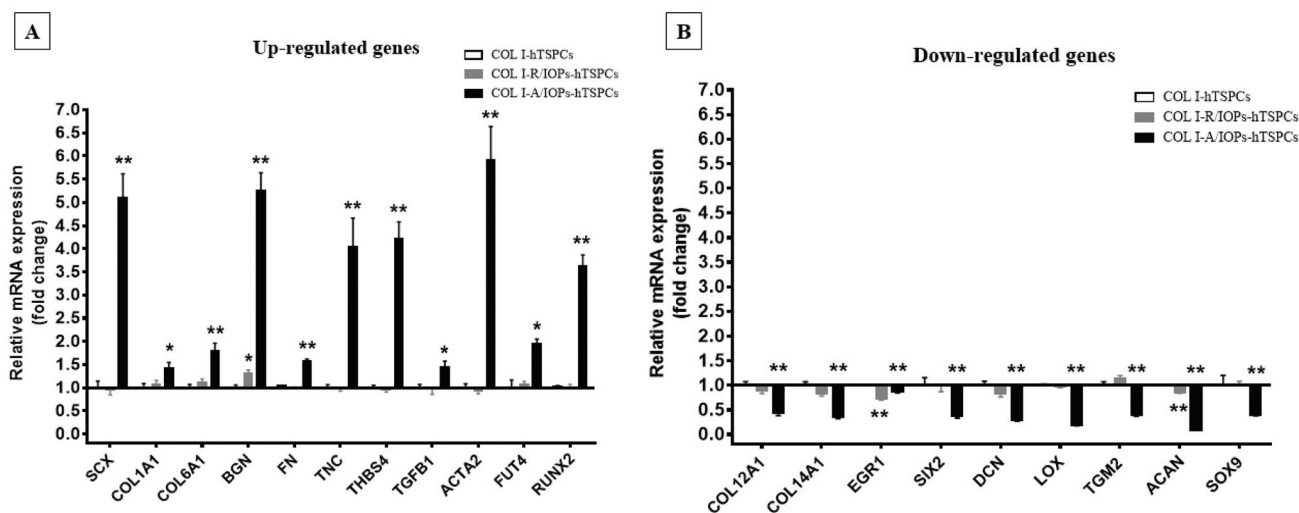 A
Up-regulated genes
COL I-hTSPCs
COL I-R/IOPs-hTSPCs
COL I-A/IOPs-hTSPCs
Relative mRNA expression
(fold change)
7.0
6.5
6.0
5.5
5.0
4.5
4.0
3.5
3.0
2.5
2.0
1.5
1.0
0.5
0.0
**
*
**
*
**
**
**
**
*
**
*
**
SCX
COL1A1
COL6A1
BGN
FN
TNC
THBS4
TGFB1
ACTA2
FUT4
RUNX2
B
Down-regulated genes
COL I-hTSPCs
COL I-R/IOPs-hTSPCs
COL I-A/IOPs-hTSPCs
Relative mRNA expression
(fold change)
7.0
6.5
6.0
5.5
5.0
4.5
4.0
3.5
3.0
2.5
2.0
1.5
1.0
0.5
0.0
**
**
**
**
**
**
**
**
**
**
**
COL12A1
COL14A1
EGR1
SIX2
DCN
LOX
TGM2
ACAN
SOX9